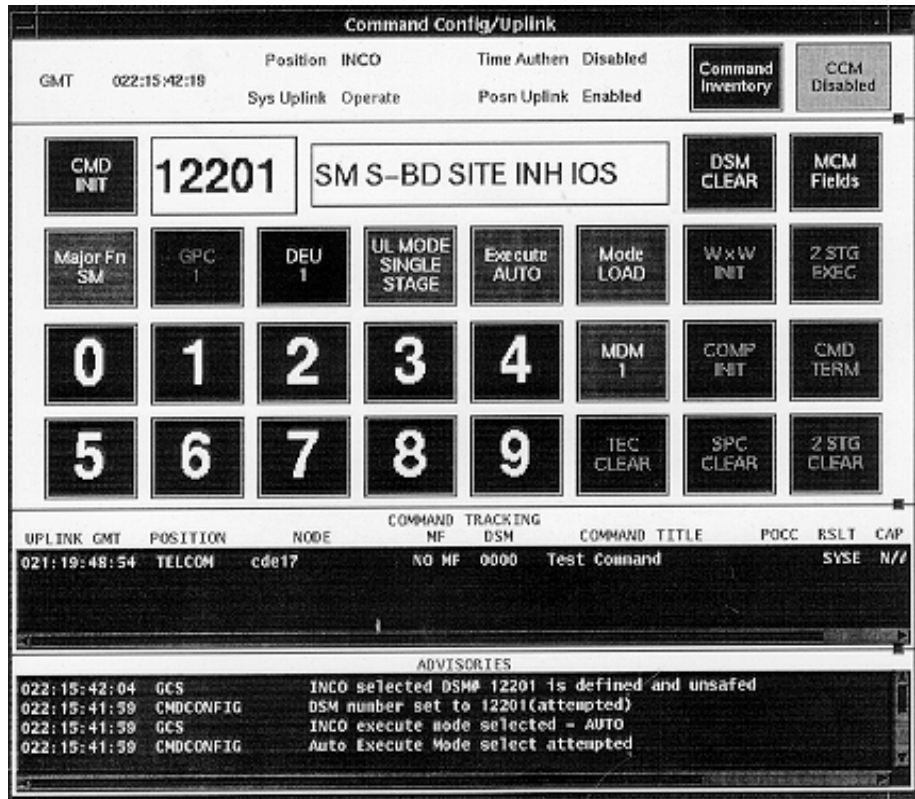 Command Config/Uplink
GMT 022:15:42:19
Position INCO
Time Authen Disabled
Sys Uplink Operate
Posn Uplink Enabled
Command Inventory
CCM Disabled
CMD INIT
12201
SM S-BD SITE INH IOS
DSM CLEAR
MCM Fields
Major Fn SM
GPC 1
DEU 1
UL MODE SINGLE STAGE
Execute AUTO
Mode LOAD
WxW INIT
2 STG EXEC
0 1 2 3 4
MDM 1
COMP INIT
CMD TERM
5 6 7 8 9
TEC CLEAR
SPC CLEAR
2 STG CLEAR
COMMAND TRACKING
UPLINK GMT POSITION NODE MF DSM COMMAND TITLE POCC RSLT CAP
021:19:48:54 TELCOM cde17 NO MF 0000 Test Command SYSE
ADVISORIES
022:15:42:04 GCS INCO selected DSM# 12201 is defined and unsafed
022:15:41:59 CMDCONFIG DSM number set to 12201(attempted)
022:15:41:59 GCS INCO execute mode selected - AUTO
022:15:41:59 CMDCONFIG Auto Execute Mode select attempted